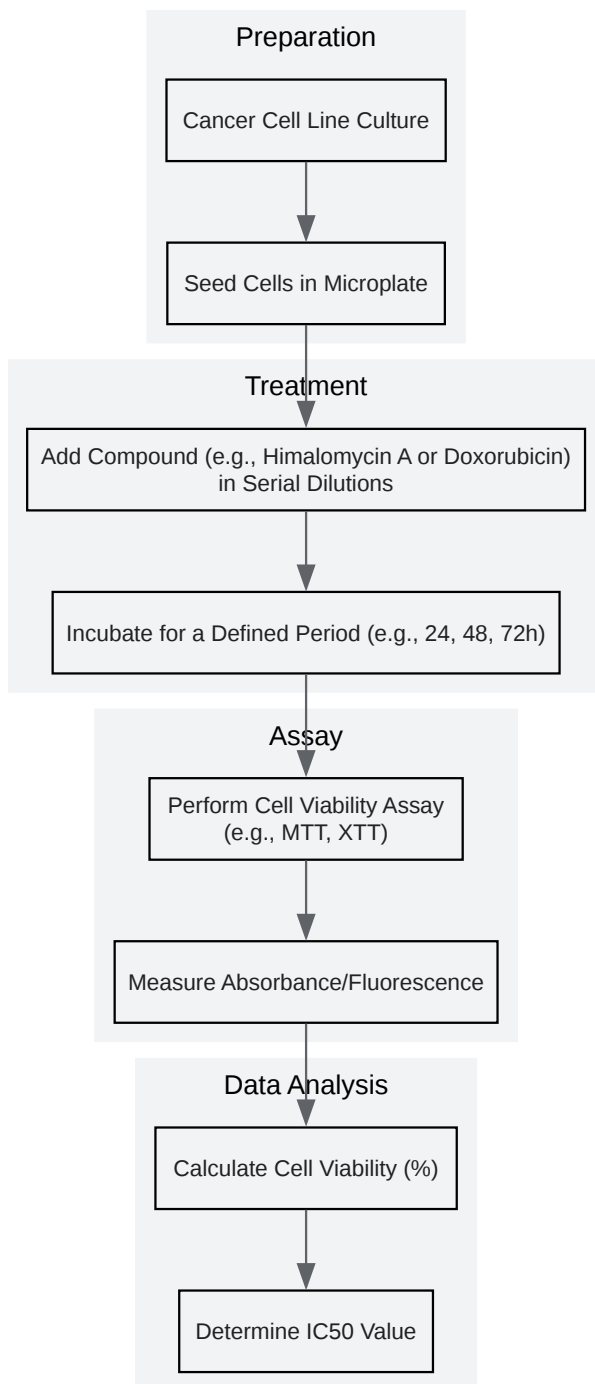 Preparation
Cancer Cell Line Culture
Seed Cells in Microplate
Treatment
Add Compound (e.g., Himalomycin A or Doxorubicin)
in Serial Dilutions
Incubate for a Defined Period (e.g., 24, 48, 72h)
Assay
Perform Cell Viability Assay
(e.g., MTT, XTT)
Measure Absorbance/Fluorescence
Data Analysis
Calculate Cell Viability (%)
Determine IC50 Value